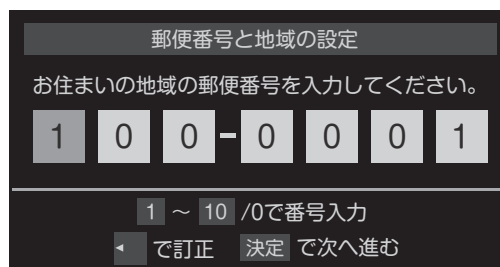 郵便番号と地域の設定
お住まいの地域の郵便番号を入力してください。
1 0 0 - 0 0 0 1
1 ～ 10 /0で番号入力
◂ で訂正 決定 で次へ進む